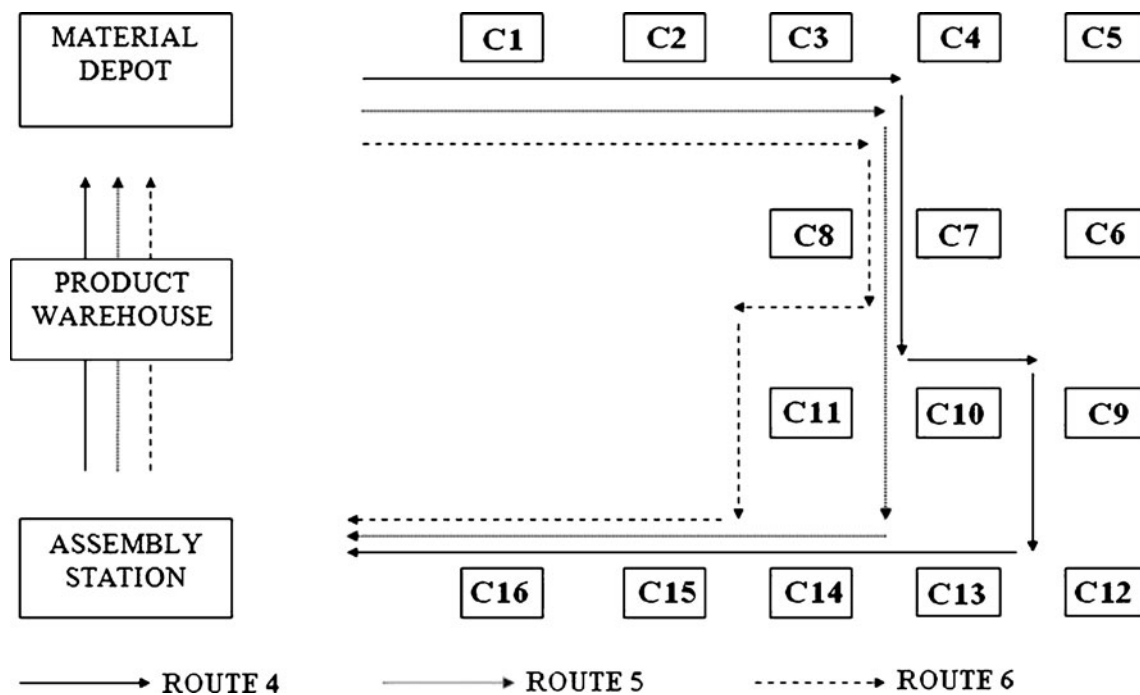 MATERIAL
DEPOT
C1
C2
C3
C4
C5
C8
C7
C6
PRODUCT
WAREHOUSE
C11
C10
C9
ASSEMBLY
STATION
C16
C15
C14
C13
C12
ROUTE 4
ROUTE 5
ROUTE 6